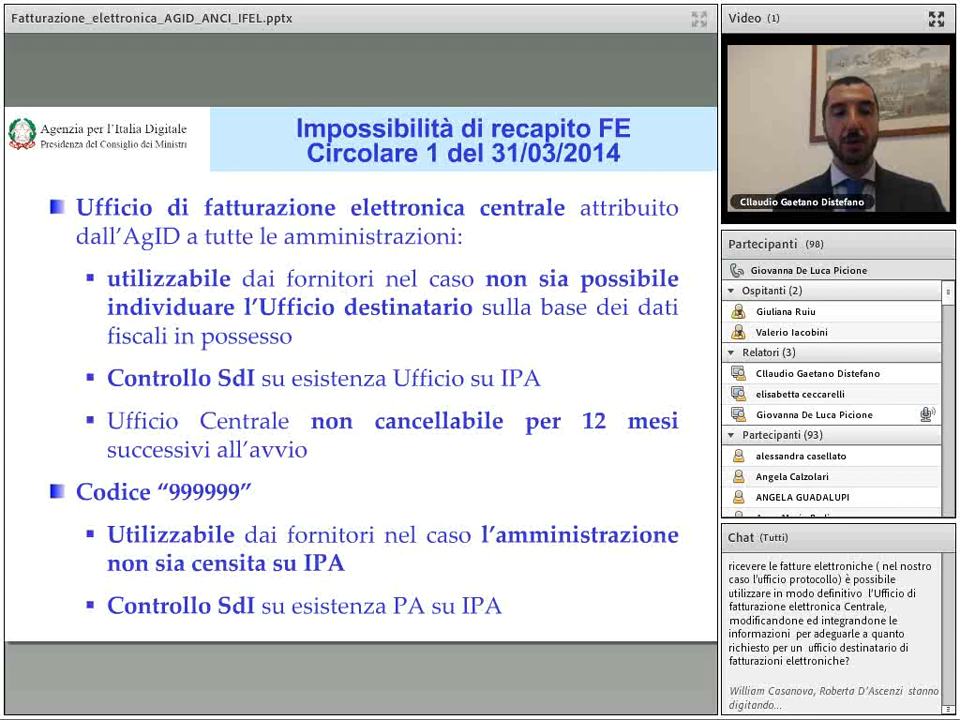 Fatturazione_elettronica_AGID_ANCI_IFEL.pptx
Agenzia per l'Italia Digitale
Presidenza del Consiglio dei Ministri
Impossibilità di recapito FE
Circolare 1 del 31/03/2014
Ufficio di fatturazione elettronica centrale attribuito
dall'AgID a tutte le amministrazioni:
utilizzabile dai fornitori nel caso non sia possibile
individuare l'Ufficio destinatario sulla base dei dati
fiscali in possesso
Controllo SdI su esistenza Ufficio su IPA
Ufficio Centrale non cancellabile per 12 mesi
successivi all'avvio
Codice “999999”
Utilizzabile dai fornitori nel caso l'amministrazione
non sia censita su IPA
Controllo SdI su esistenza PA su IPA
Video (1)
Cllaudio Gaetano Distefano
Partecipanti (98)
Giovanna De Luca Picione
Ospitanti (2)
Giuliana Ruiu
Valerio Iacobini
Relatori (3)
Cllaudio Gaetano Distefano
elisabetta ceccarelli
Giovanna De Luca Picione
Partecipanti (93)
alessandra casellato
Angela Calzolari
ANGELA GUADALUPI
Chat (Tutti)
ricevere le fatture elettroniche ( nel nostro
caso l'ufficio protocollo) è possibile
utilizzare in modo definitivo l'Ufficio di
fatturazione elettronica Centrale,
modificandone ed integrandone le
informazioni per adeguarle a quanto
richiesto per un ufficio destinatario di
fatturazioni elettroniche?
William Casanova, Roberta D'Ascenzi stanno
digitando...